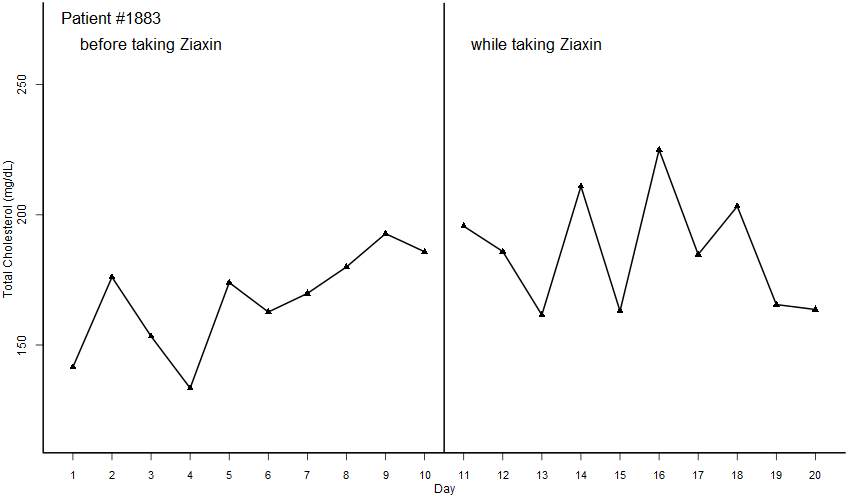 Patient #1883
before taking Ziaxin
while taking Ziaxin
Total Cholesterol (mg/dL)
250
200
150
1 2 3 4 5 6 7 8 9 10 11 12 13 14 15 16 17 18 19 20
Day